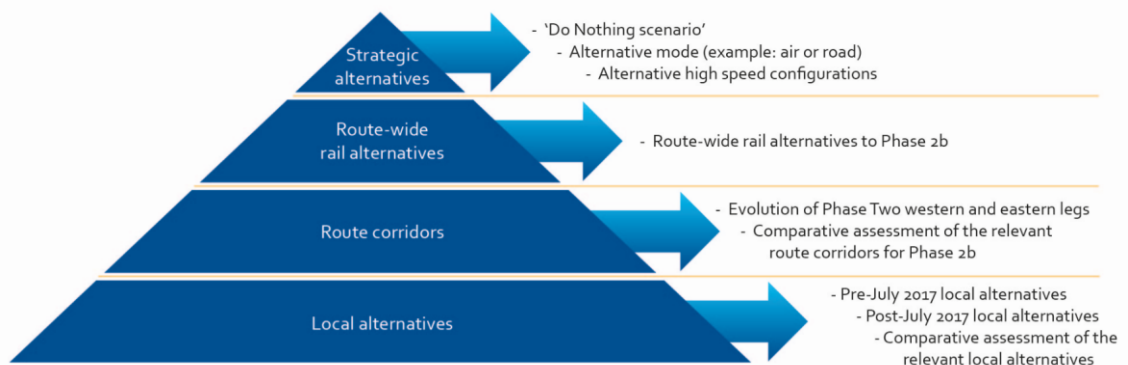 Strategic
alternatives
- ‘Do Nothing scenario’
- Alternative mode (example: air or road)
- Alternative high speed configurations
Route-wide
rail alternatives
- Route-wide rail alternatives to Phase 2b
Route corridors
- Evolution of Phase Two western and eastern legs
- Comparative assessment of the relevant
route corridors for Phase 2b
Local alternatives
- Pre-July 2017 local alternatives
- Post-July 2017 local alternatives
- Comparative assessment of the
relevant local alternatives